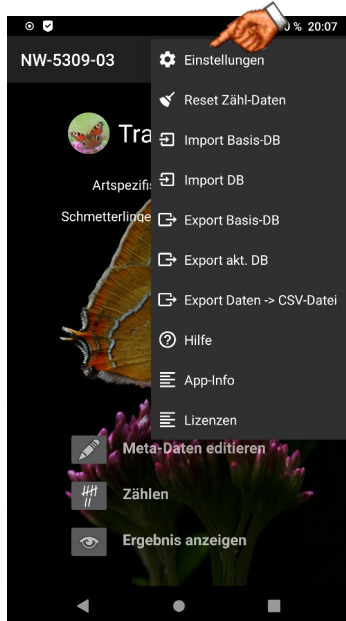 20:07
NW-5309-03
Einstellungen
Reset Zähl-Daten
Tra
Import Basis-DB
Artspezifi
Import DB
Schmetterlinge
Export Basis-DB
Export akt. DB
Export Daten -> CSV-Datei
Hilfe
App-Info
Lizenzen
Meta-Daten editieren
Zählen
Ergebnis anzeigen